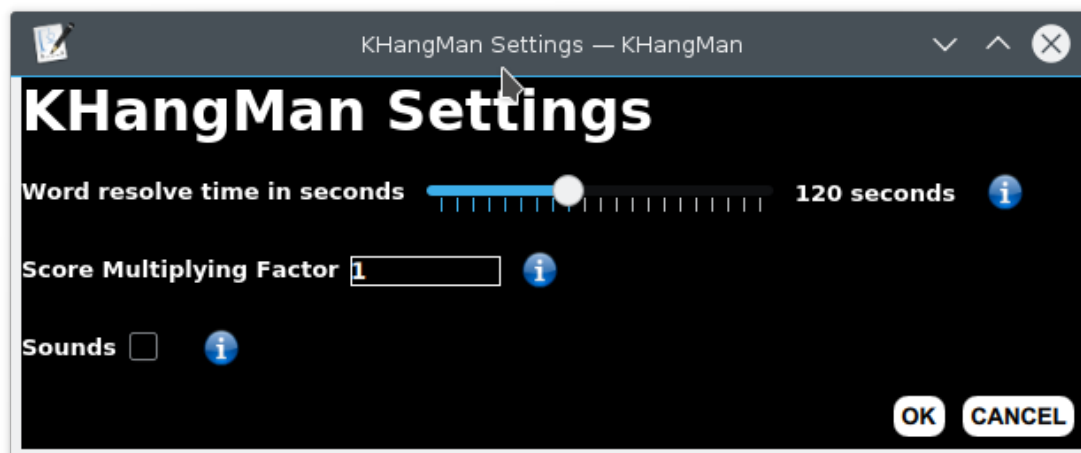 KHangMan Settings — KHangMan
KHangMan Settings
Word resolve time in seconds 120 seconds
Score Multiplying Factor 1
Sounds
OK CANCEL